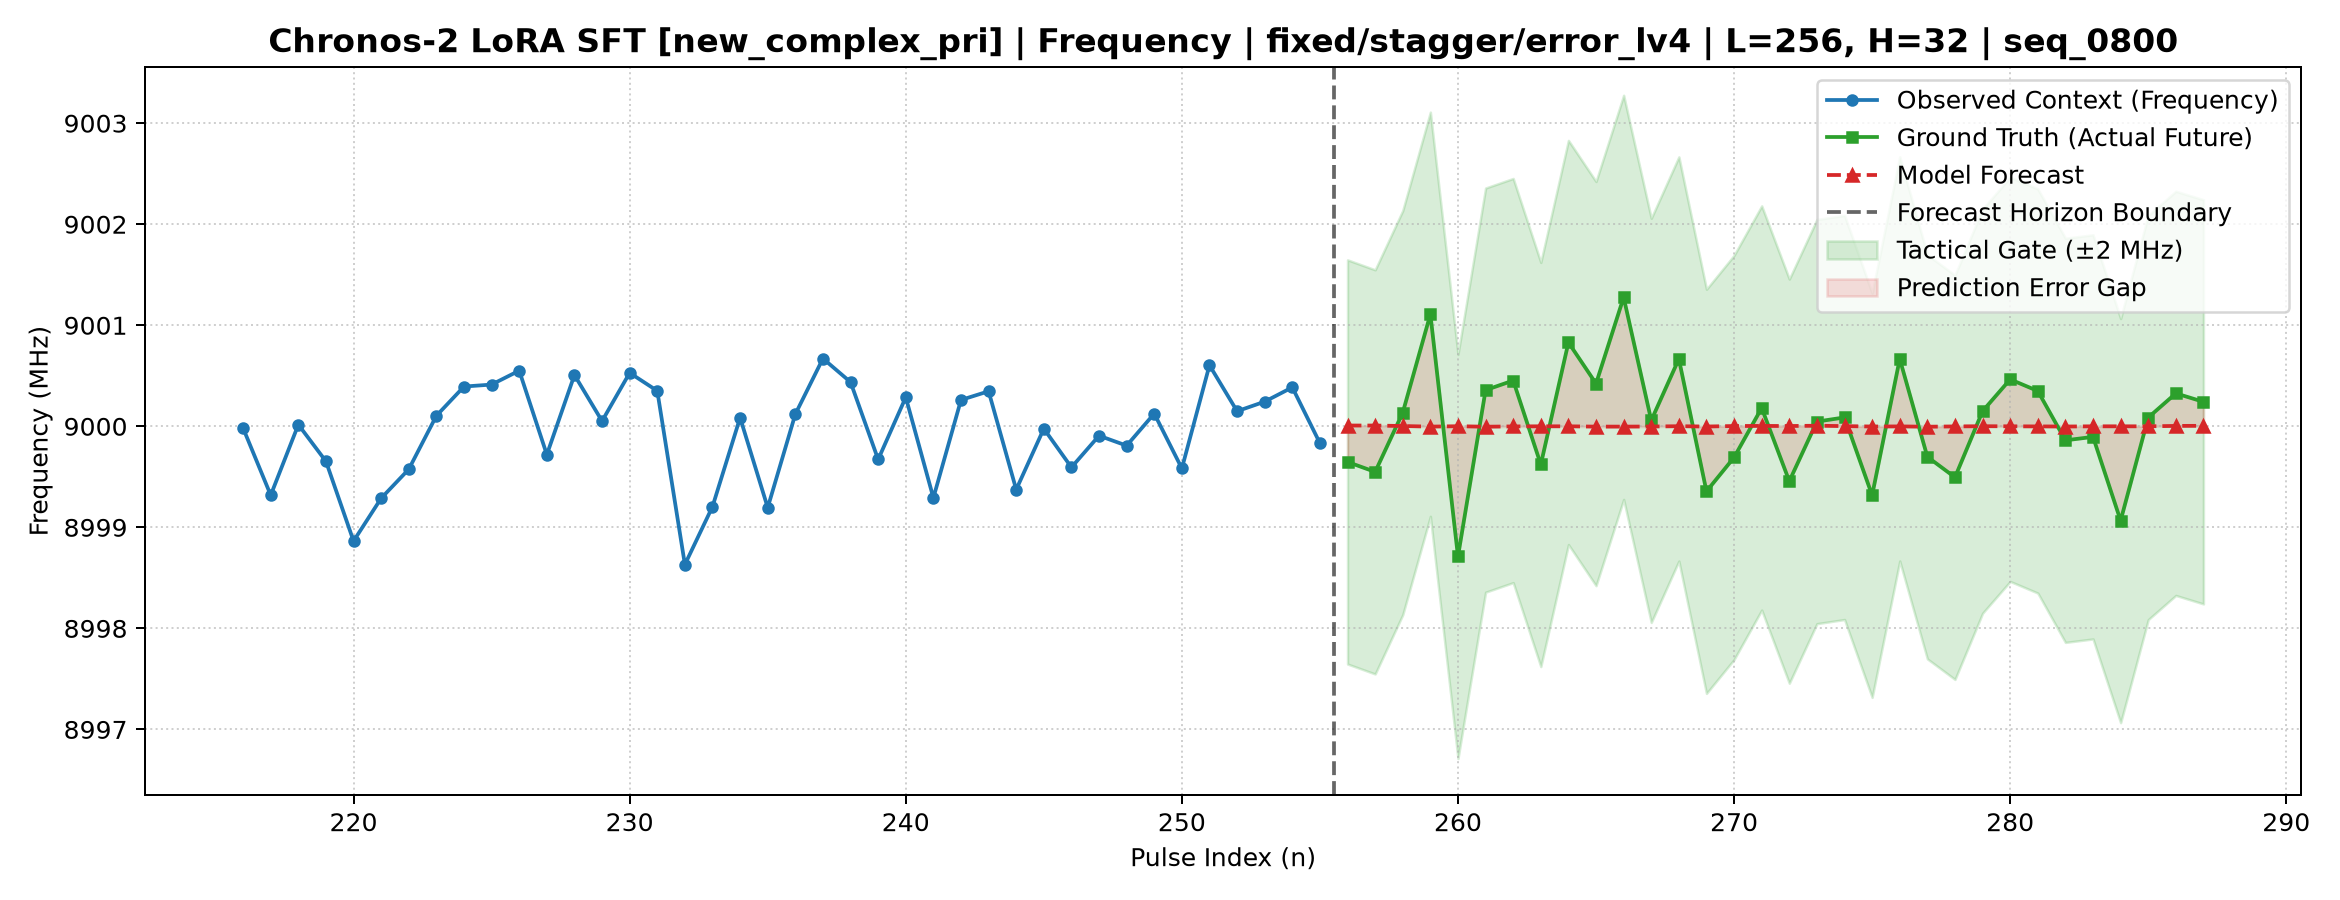 Chronos-2 LoRA SFT [new_complex_pri] | Frequency | fixed/stagger/error_lv4 | L=256, H=32 | seq_0800
Observed Context (Frequency)
Ground Truth (Actual Future)
Model Forecast
Forecast Horizon Boundary
Tactical Gate (±2 MHz)
Prediction Error Gap
Frequency (MHz)
9003
9002
9001
9000
8999
8998
8997
220 230 240 250 260 270 280 290
Pulse Index (n)